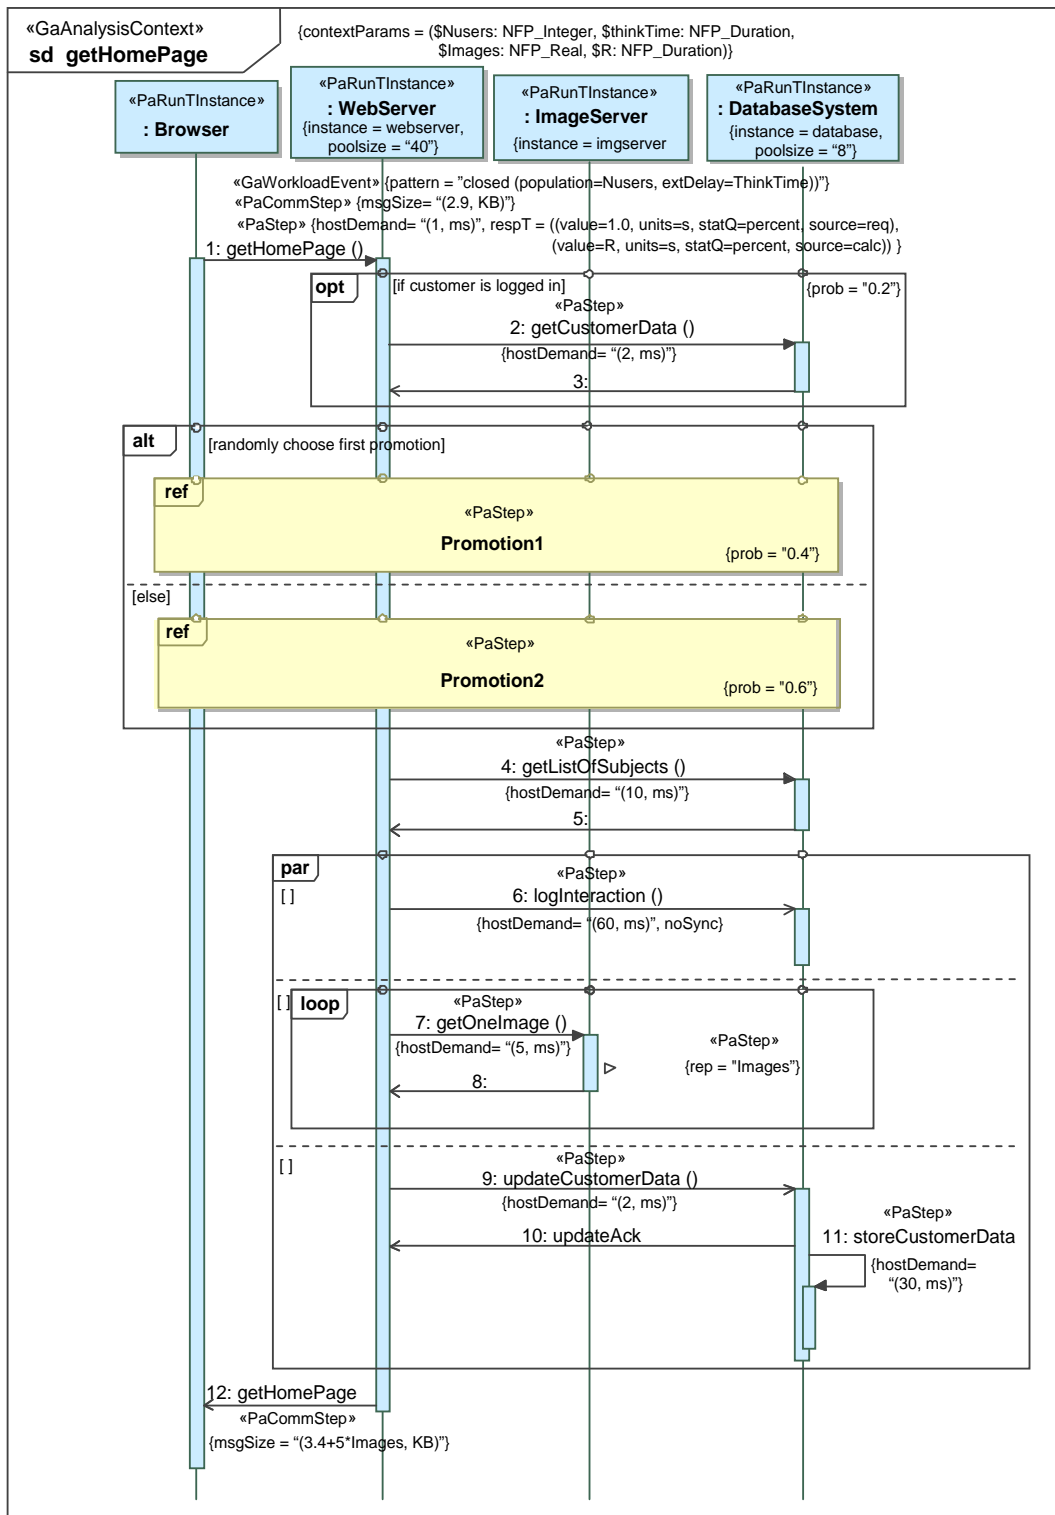 «GaAnalysisContext»
sd getHomePage
{contextParams = ($Nusers: NFP_Integer, $thinkTime: NFP_Duration,
$Images: NFP_Real, $R: NFP_Duration)}
«PaRunTInstance»
: Browser
«PaRunTInstance»
: WebServer
{instance = webserver,
poolsize = “40”}
«PaRunTInstance»
: ImageServer
{instance = imgserver
«PaRunTInstance»
: DatabaseSystem
{instance = database,
poolsize = “8”}
«GaWorkloadEvent» {pattern = ”closed (population=Nusers, extDelay=ThinkTime))”}
«PaCommStep» {msgSize= “(2.9, KB)”}
«PaStep» {hostDemand= “(1, ms)”, respT = ((value=1.0, units=s, statQ=percent, source=req),
(value=R, units=s, statQ=percent, source=calc)) }
1: getHomePage ()
opt
[if customer is logged in]
{prob = "0.2”}
«PaStep»
2: getCustomerData ()
{hostDemand= “(2, ms)”}
3:
alt
[randomly choose first promotion]
ref
«PaStep»
Promotion1
{prob = "0.4”}
[else]
ref
«PaStep»
Promotion2
{prob = "0.6”}
«PaStep»
4: getListOfSubjects ()
{hostDemand= “(10, ms)”}
5:
par
[ ]
«PaStep»
6: logInteraction ()
{hostDemand= “(60, ms)”, noSync}
[ ]
loop
«PaStep»
7: getOneImage ()
{hostDemand= “(5, ms)”}
8:
«PaStep»
{rep = "Images”}
[ ]
«PaStep»
9: updateCustomerData ()
{hostDemand= “(2, ms)”}
10: updateAck
«PaStep»
11: storeCustomerData
{hostDemand=
“(30, ms)”}
12: getHomePage
«PaCommStep»
{msgSize = “(3.4+5*Images, KB)”}